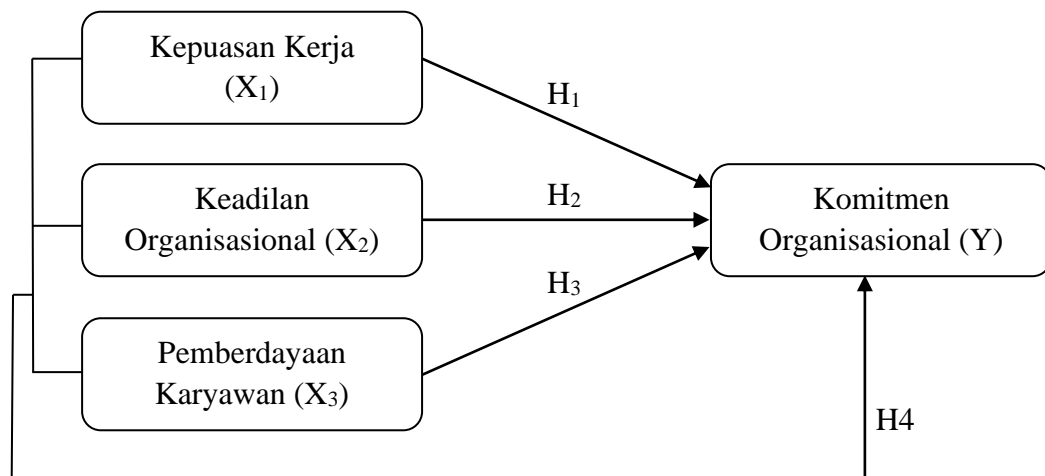 Kepuasan Kerja
(X₁)
H₁
Keadilan
Organisasional (X₂)
H₂
Komitmen
Organisasional (Y)
H₃
Pemberdayaan
Karyawan (X₃)
H4